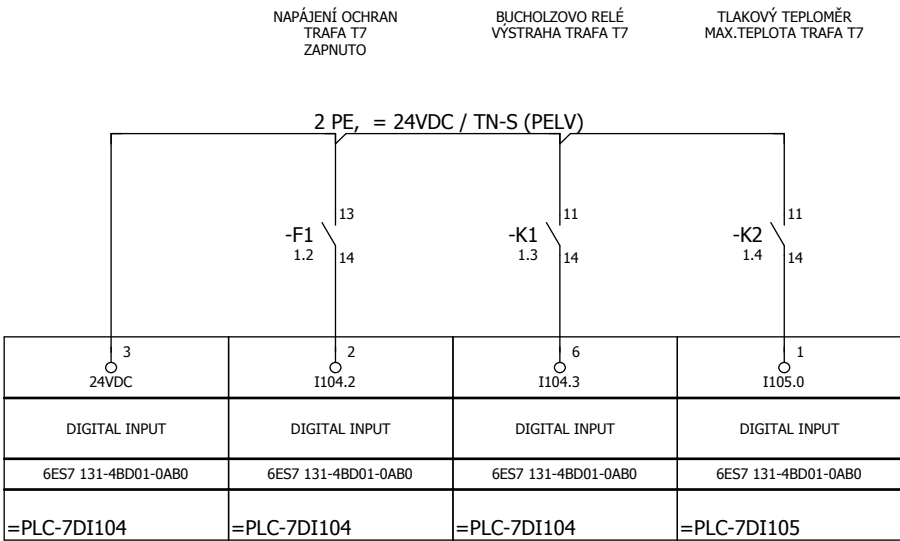 NAPÁJENÍ OCHRAN
TRAFA T7
ZAPNUTO
BUCHOLZOVO RELÉ
VÝSTRAHA TRAFA T7
TLAKOVÝ TEPLOMĚR
MAX.TEPLOTA TRAFA T7
2 PE, = 24VDC / TN-S (PELV)
13
-F1
1.2
14
11
-K1
1.3
14
11
-K2
1.4
14
3
24VDC
2
I104.2
6
I104.3
1
I105.0
DIGITAL INPUT
DIGITAL INPUT
DIGITAL INPUT
DIGITAL INPUT
6ES7 131-4BD01-0AB0
6ES7 131-4BD01-0AB0
6ES7 131-4BD01-0AB0
6ES7 131-4BD01-0AB0
=PLC-7DI104
=PLC-7DI104
=PLC-7DI104
=PLC-7DI105